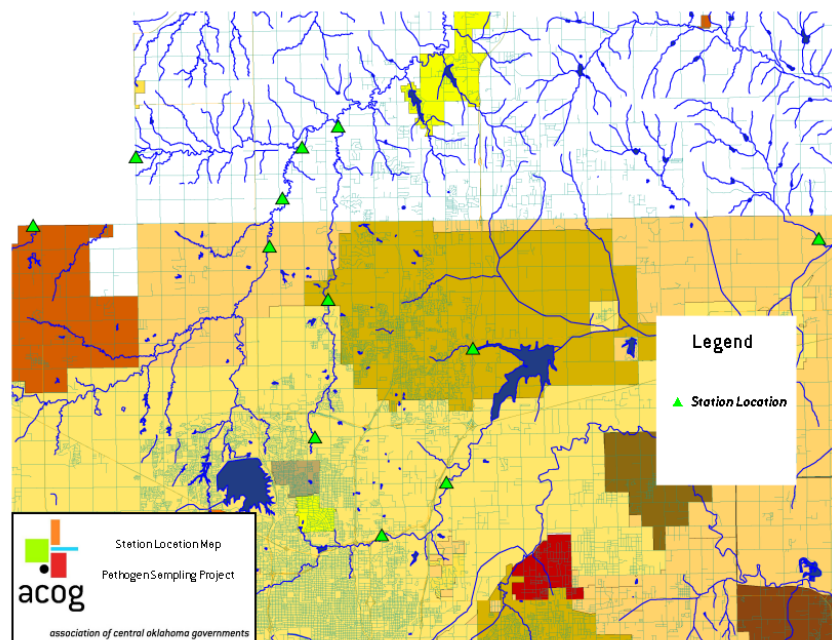 Legend
Station Location
Station Location Map
Pathogen Sampling Project
acog
association of central oklahoma governments